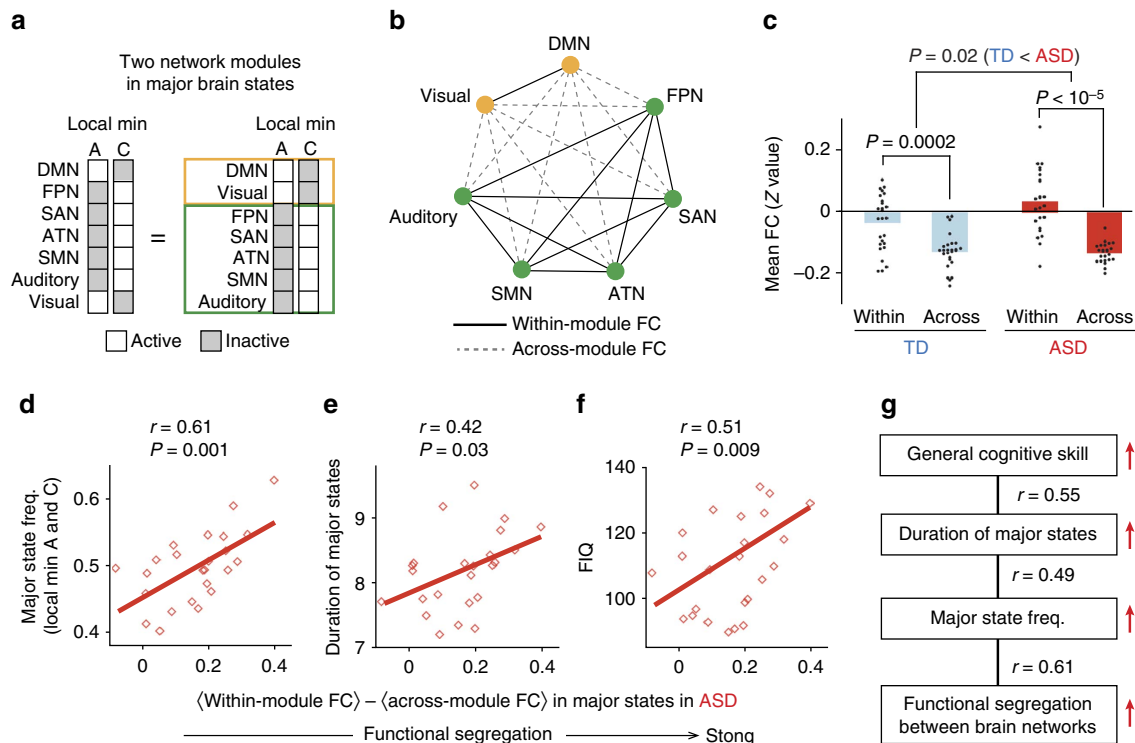 a
Two network modules
in major brain states
Local min
A C
DMN
FPN
SAN
ATN
SMN
Auditory
Visual
=
Local min
A C
DMN
Visual
FPN
SAN
ATN
SMN
Auditory
Active
Inactive
b
DMN
Visual
FPN
Auditory
SAN
SMN
ATN
Within-module FC
Across-module FC
c
P = 0.02 (TD < ASD)
P = 0.0002
P < 10⁻⁵
Mean FC (Z value)
0.2
0
−0.2
Within Across Within Across
TD ASD
d
r = 0.61
P = 0.001
Major state freq.
(local min A and C)
0.6
0.5
0.4
0 0.2 0.4
e
r = 0.42
P = 0.03
Duration of major states
9
8
7
0 0.2 0.4
f
r = 0.51
P = 0.009
FIQ
140
120
100
0 0.2 0.4
⟨Within-module FC⟩ – ⟨across-module FC⟩ in major states in ASD
Functional segregation
Stong
g
General cognitive skill
r = 0.55
Duration of major states
r = 0.49
Major state freq.
r = 0.61
Functional segregation
between brain networks